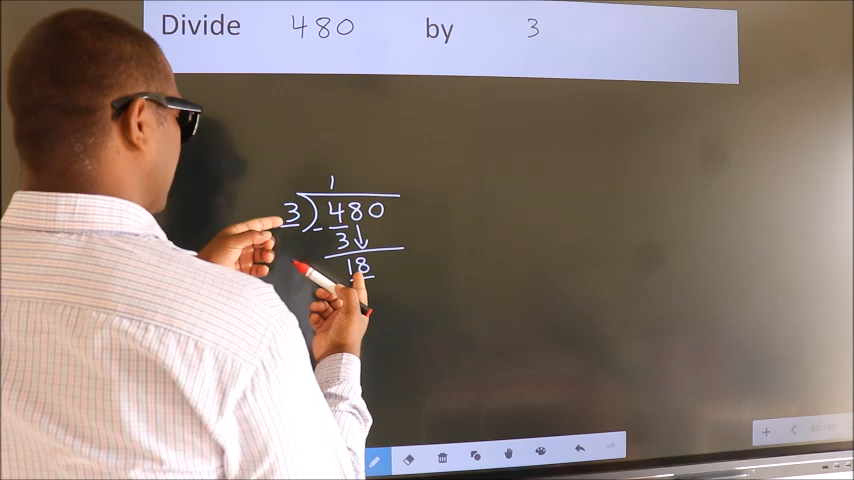 Divide 480 by 3
1
3 ) 480
- 3 ↓
18